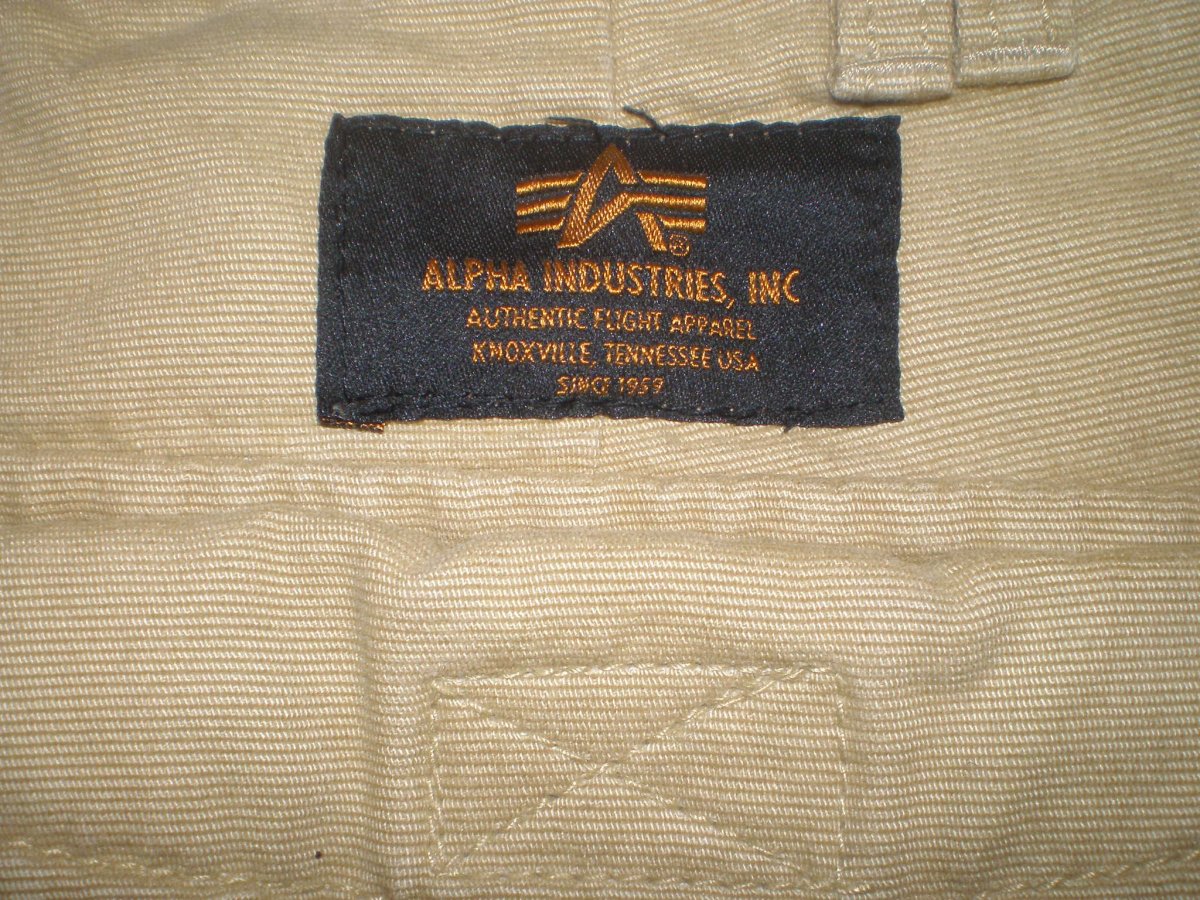 ®
ALPHA INDUSTRIES, INC
AUTHENTIC FLIGHT APPAREL
KNOXVILLE, TENNESSEE USA
SINCE 1959